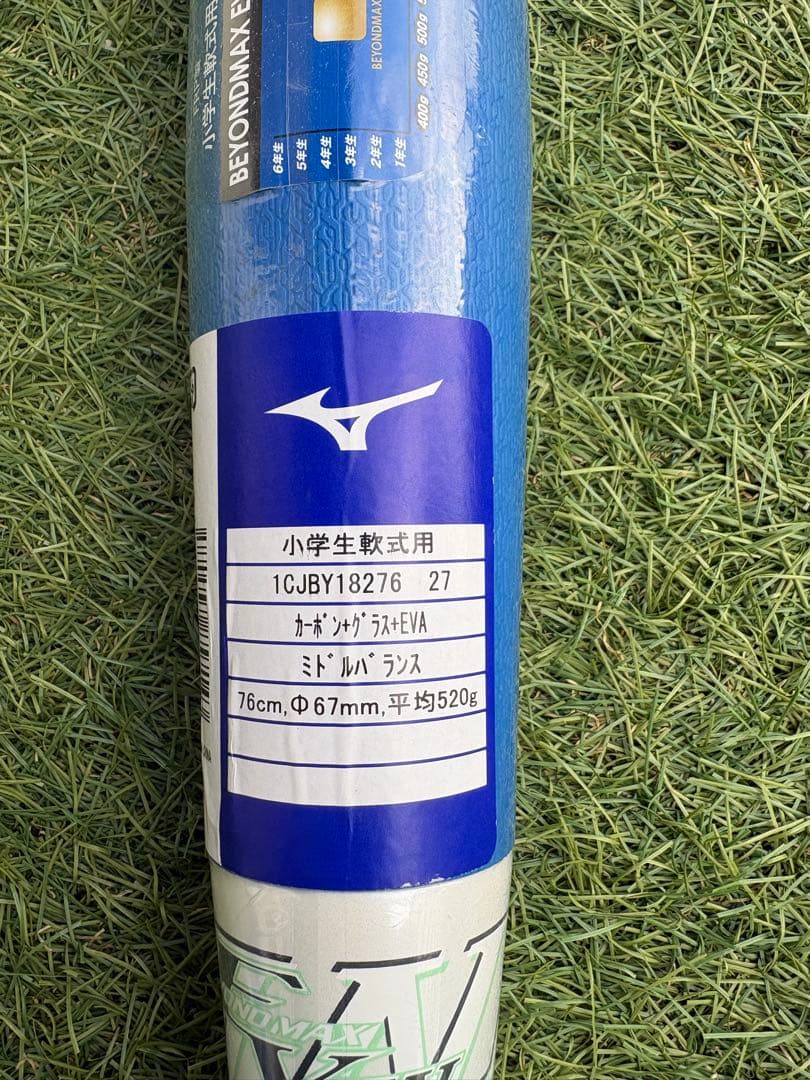 小学生軟式用
BEYONDMAX
6年生
5年生
4年生
3年生
2年生
1年生
400g
450g
500g
BEYONDMAX
小学生軟式用
1CJBY18276 27
ｶｰﾎﾞﾝ+ｸﾞﾗｽ+EVA
ﾐﾄﾞﾙﾊﾞﾗﾝｽ
76cm,Φ67mm,平均520g